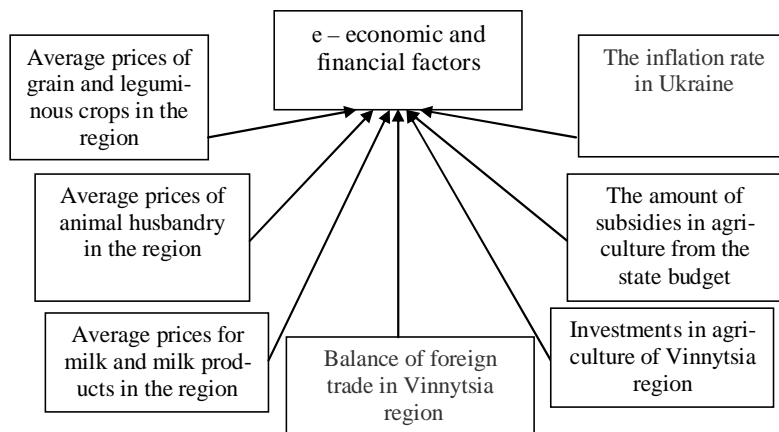 e – economic and
financial factors
Average prices of
grain and legumi-
nous crops in the
region
The inflation rate
in Ukraine
Average prices of
animal husbandry
in the region
The amount of
subsidies in agri-
culture from the
state budget
Average prices for
milk and milk prod-
ucts in the region
Balance of foreign
trade in Vinnytsia
region
Investments in agri-
culture of Vinnytsia
region